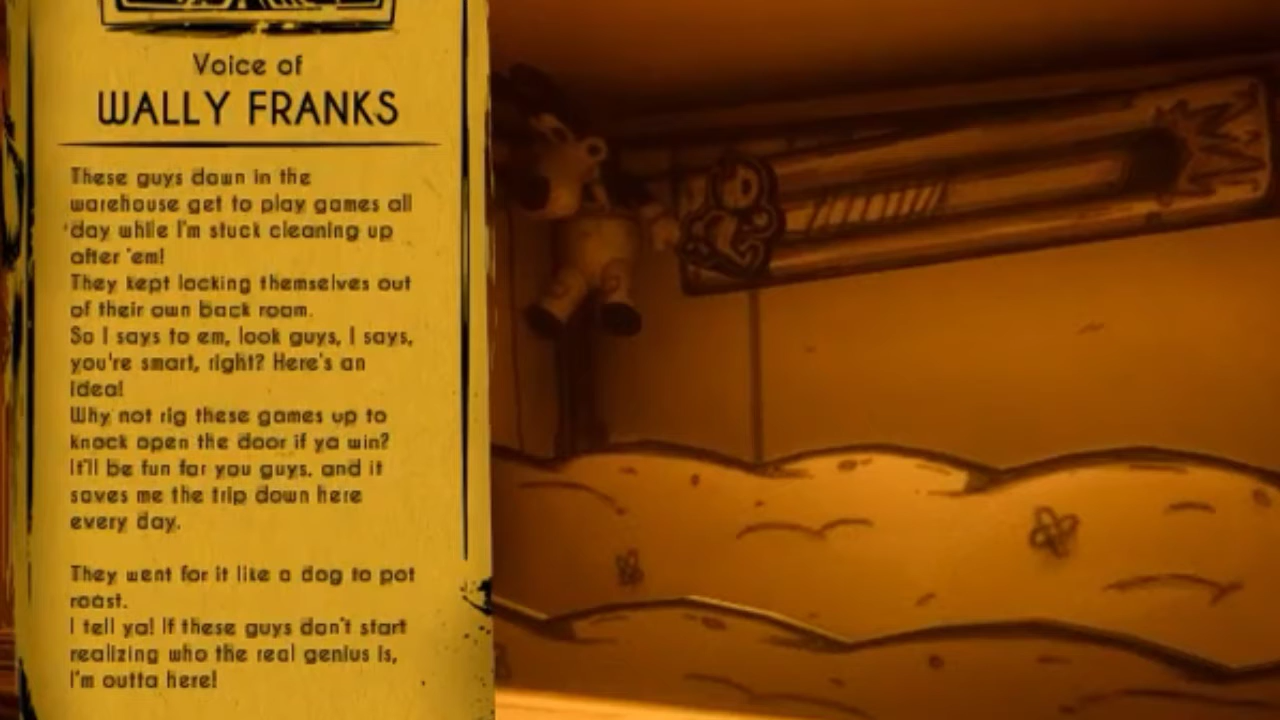 Voice of
WALLY FRANKS
These guys down in the
warehouse get to play games all
day while I'm stuck cleaning up
after 'em!
They kept locking themselves out
of their own back room.
So I says to em, look guys, I says,
you're smart, right? Here's an
idea!
Why not rig these games up to
knock open the door if ya win?
It'll be fun for you guys, and it
saves me the trip down here
every day.
They went for it like a dog to pot
roast.
I tell ya! If these guys don't start
realizing who the real genius is,
I'm outta here!